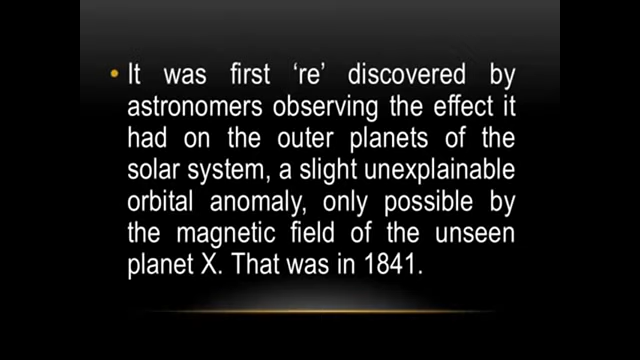 • It was first ‘re’ discovered by
astronomers observing the effect it
had on the outer planets of the
solar system, a slight unexplainable
orbital anomaly, only possible by
the magnetic field of the unseen
planet X. That was in 1841.